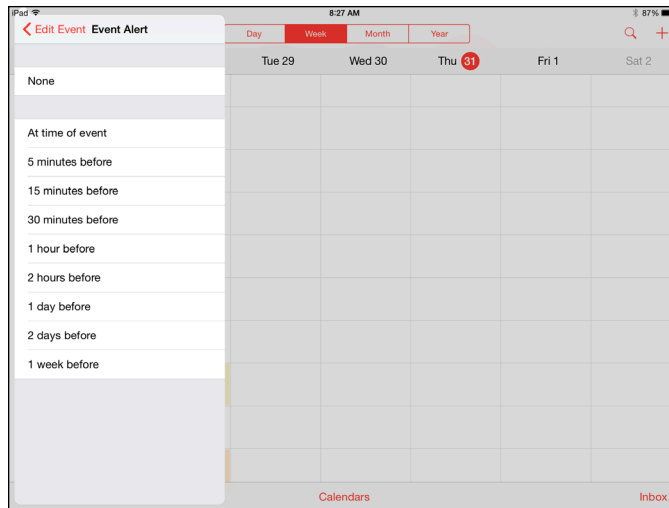 iPad 8:27 AM 87%
Edit Event Event Alert
Day Week Month Year
Tue 29 Wed 30 Thu 31 Fri 1 Sat 2
None
At time of event
5 minutes before
15 minutes before
30 minutes before
1 hour before
2 hours before
1 day before
2 days before
1 week before
Calendars Inbox